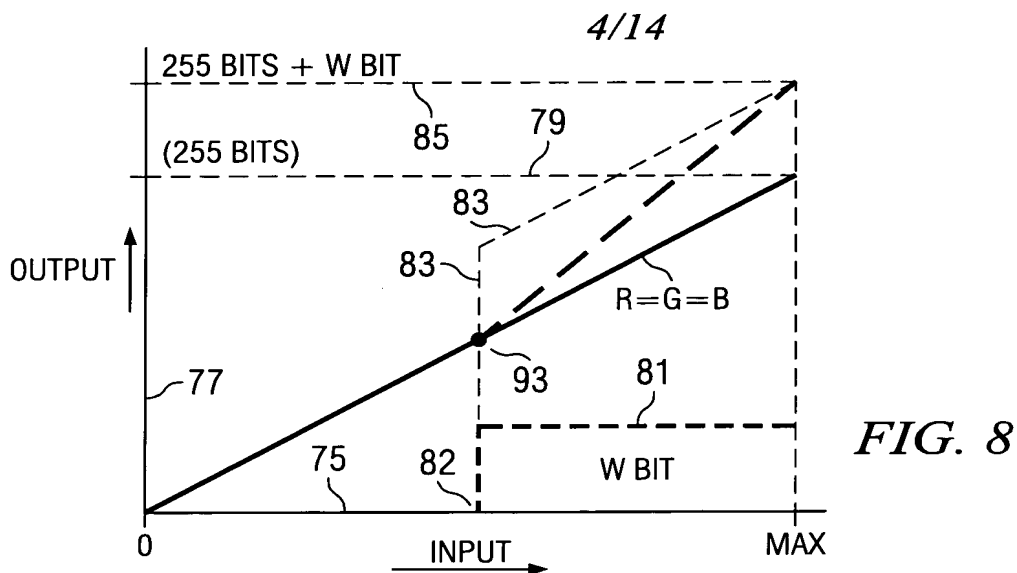 4/14
255 BITS + W BIT
85
79
(255 BITS)
83
83
OUTPUT
R=G=B
93
77
81
75
82
W BIT
FIG. 8
0
INPUT
MAX